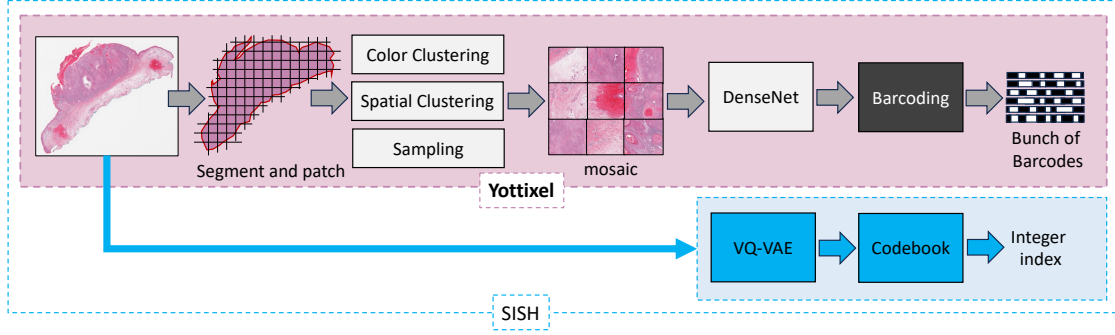 Color Clustering
Spatial Clustering
Sampling
Segment and patch
mosaic
DenseNet
Barcoding
Bunch of
Barcodes
Yottixel
VQ-VAE
Codebook
Integer
index
SISH